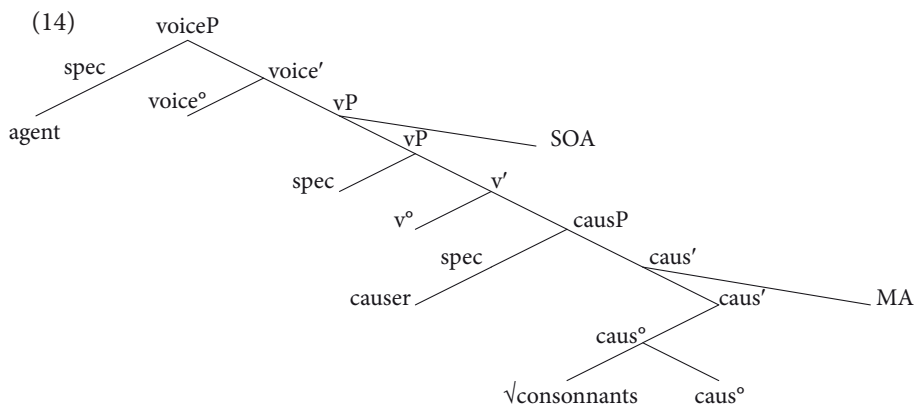 (14)
voiceP
spec
voice′
voice°
agent
vP
vP
SOA
spec
v′
v°
causP
spec
caus′
causer
caus′
MA
caus°
√consonnants
caus°